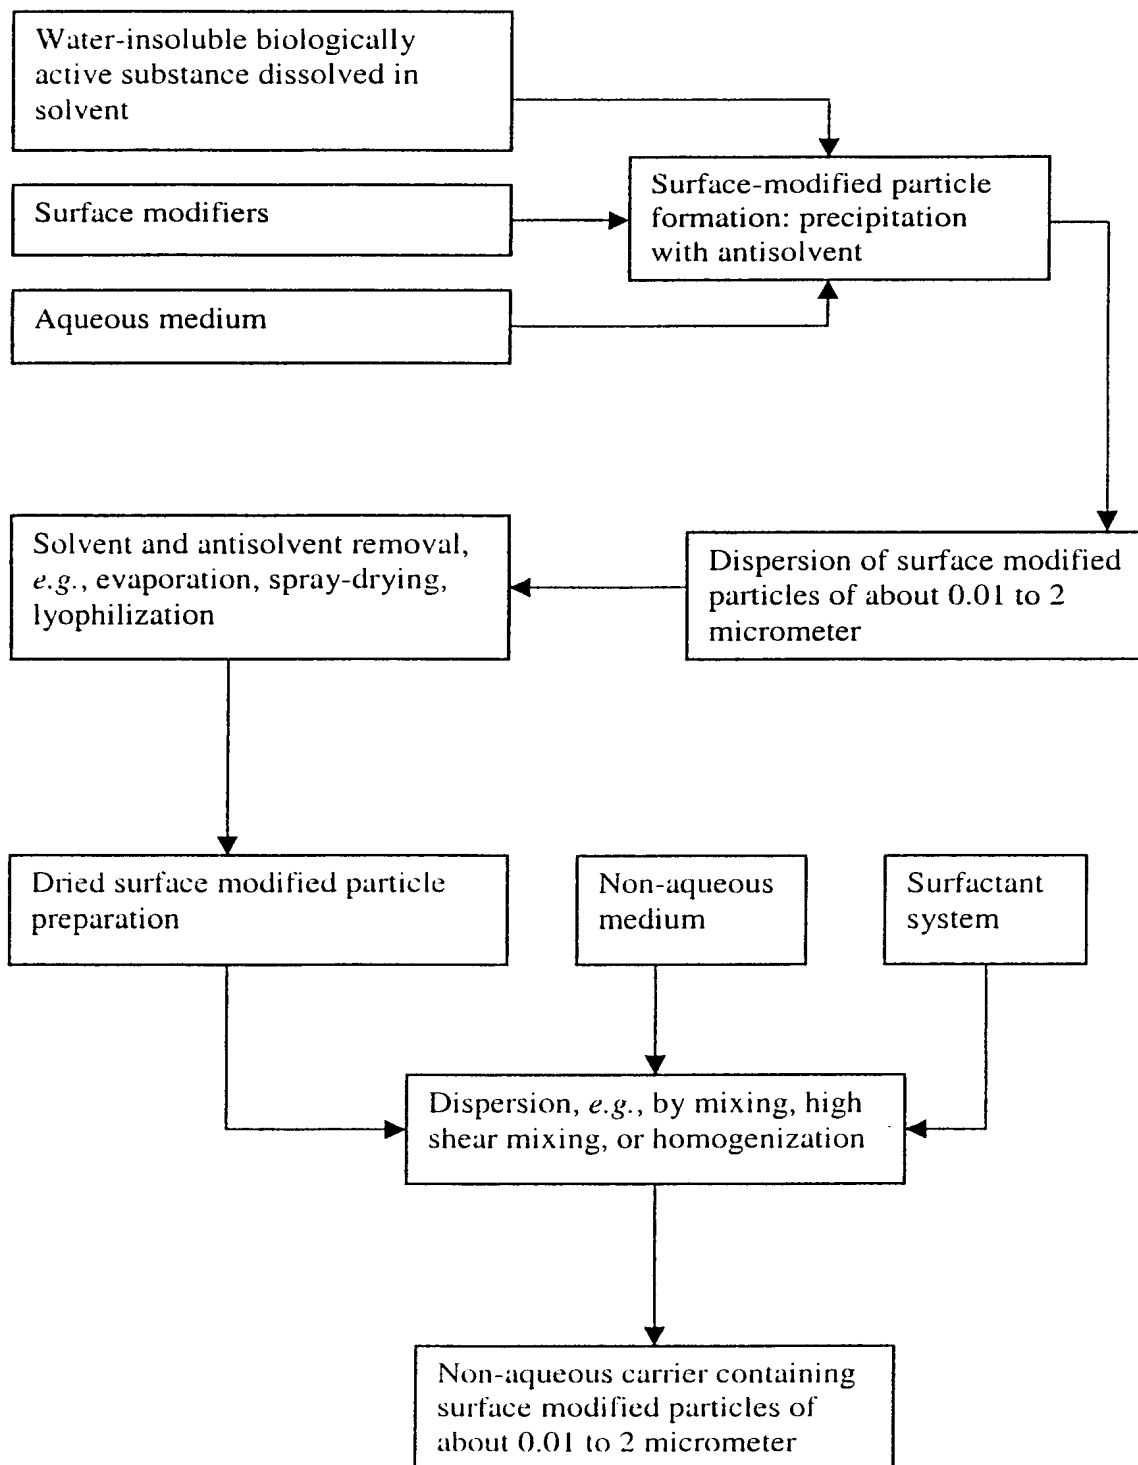 Water-insoluble biologically
active substance dissolved in
solvent
Surface modifiers
Aqueous medium
Surface-modified particle
formation: precipitation
with antisolvent
Solvent and antisolvent removal,
e.g., evaporation, spray-drying,
lyophilization
Dispersion of surface modified
particles of about 0.01 to 2
micrometer
Dried surface modified particle
preparation
Non-aqueous
medium
Surfactant
system
Dispersion, e.g., by mixing, high
shear mixing, or homogenization
Non-aqueous carrier containing
surface modified particles of
about 0.01 to 2 micrometer